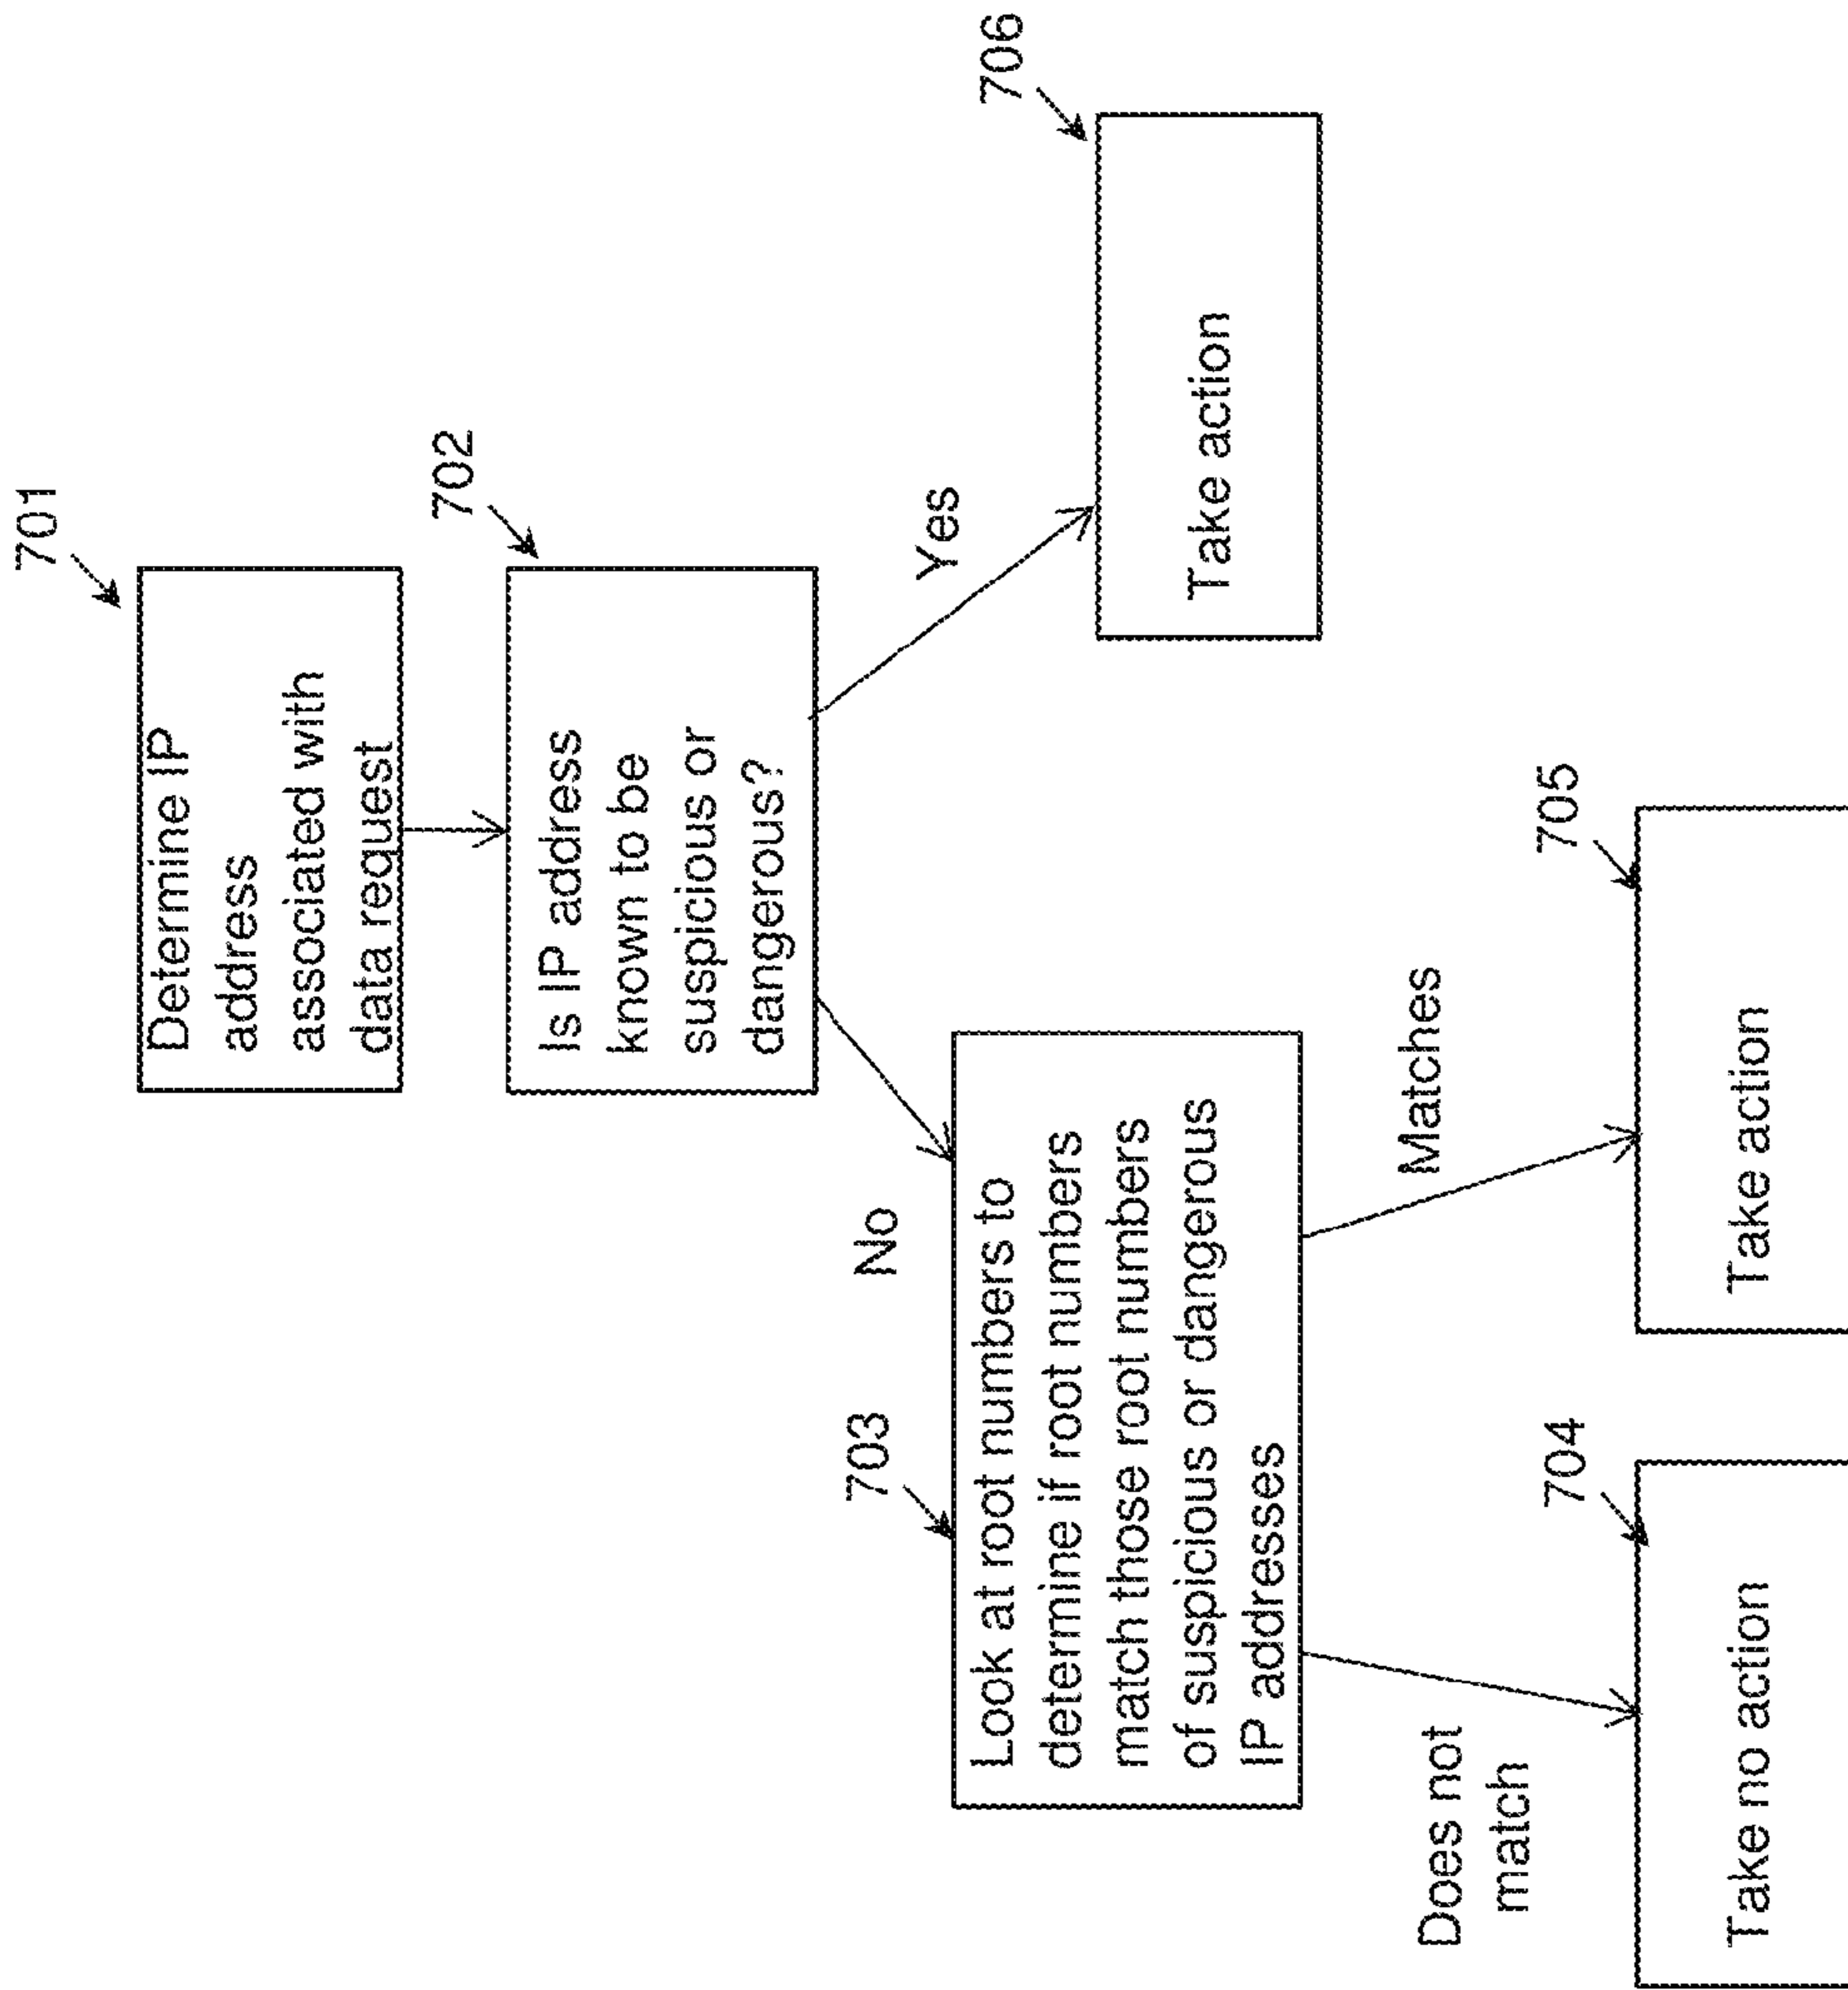 701
Determine IP
address
associated with
data request
702
Is IP address
known to be
suspicious or
dangerous?
Yes
706
Take action
No
703
Look at root numbers to
determine if root numbers
match those root numbers
of suspicious or dangerous
IP addresses
Does not
match
Matches
704
Take no action
705
Take action